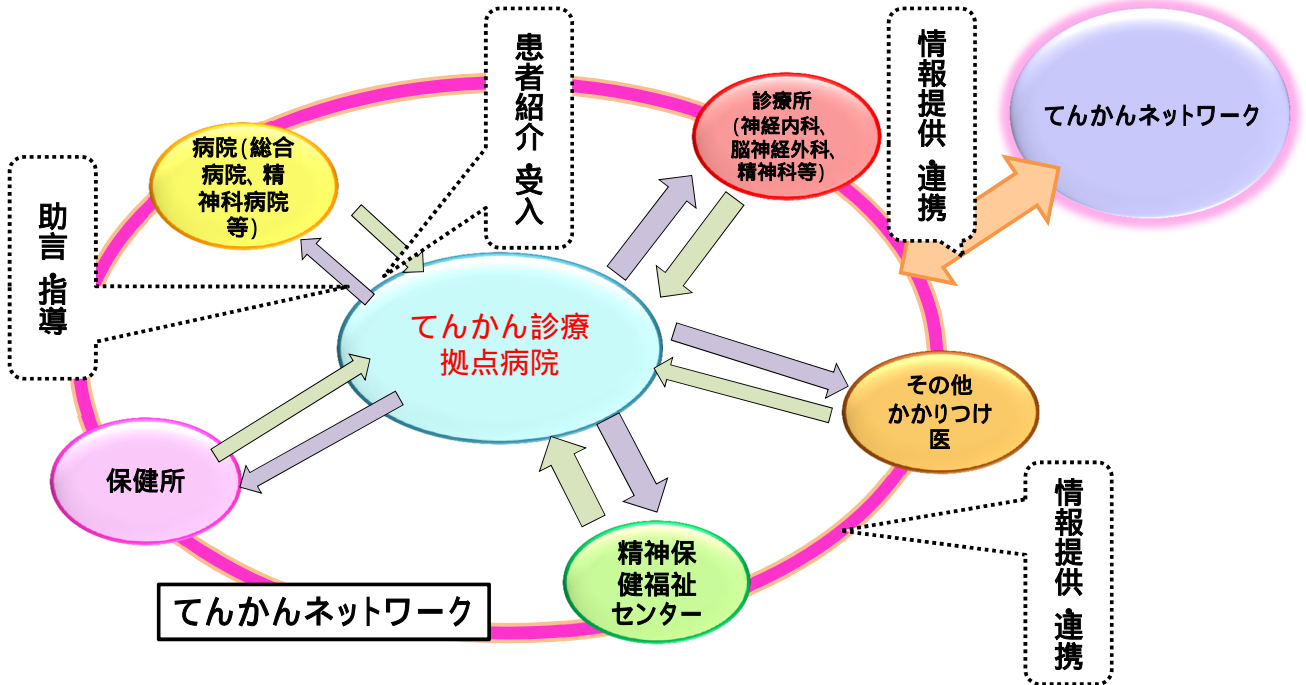 患者紹介・受入
情報提供・連携
てんかんネットワーク
診療所
(神経内科、
脳神経外科、
精神科等)
病院(総合
病院、精
神科病院
等)
助言・指導
てんかん診療
拠点病院
その他
かかりつけ
医
保健所
情報提供・連携
精神保
健福祉
センター
てんかんネットワーク